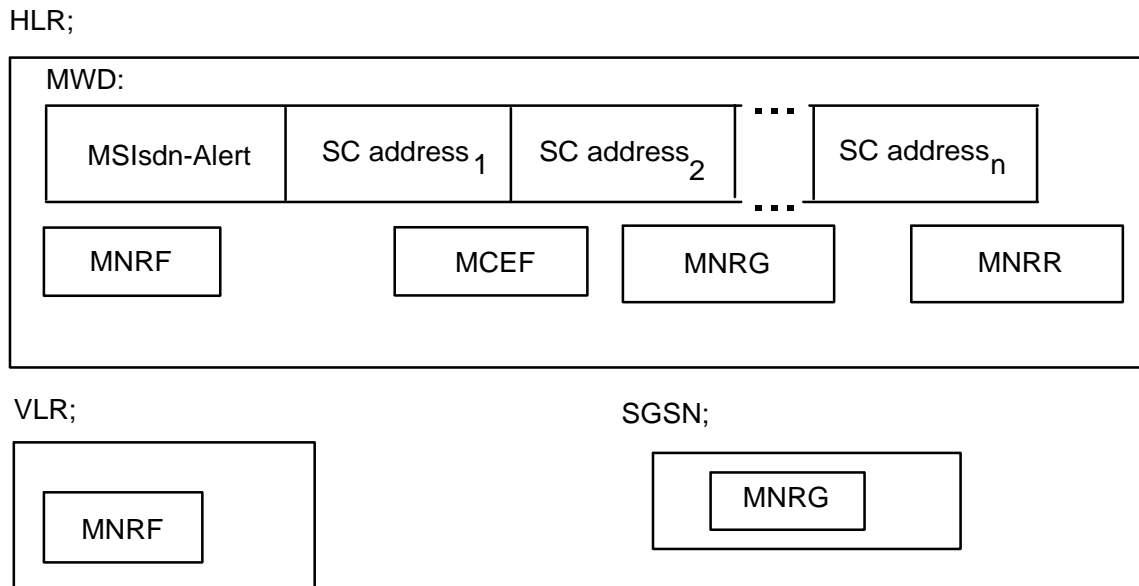 HLR;
MWD:
MSIsdn-Alert SC address1 SC address2 ... SC addressn
...
MNRF MCEF MNRG MNRR
VLR; SGSN;
MNRF MNRG